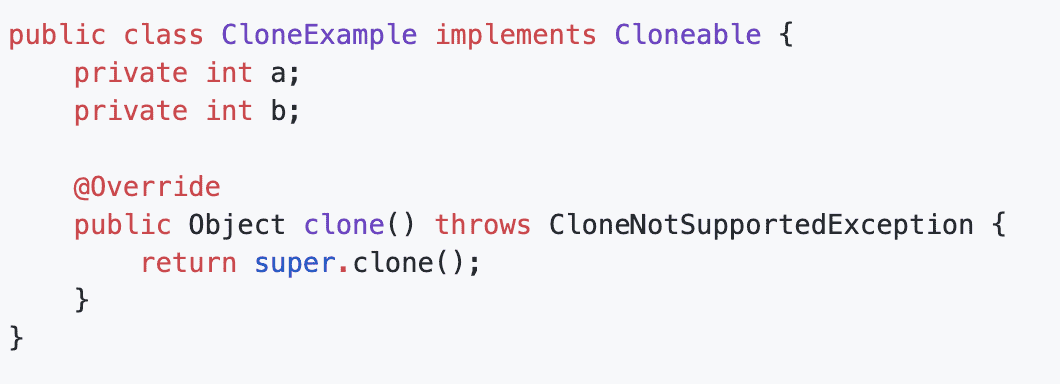 public class CloneExample implements Cloneable {
    private int a;
    private int b;

    @Override
    public Object clone() throws CloneNotSupportedException {
        return super.clone();
    }
}